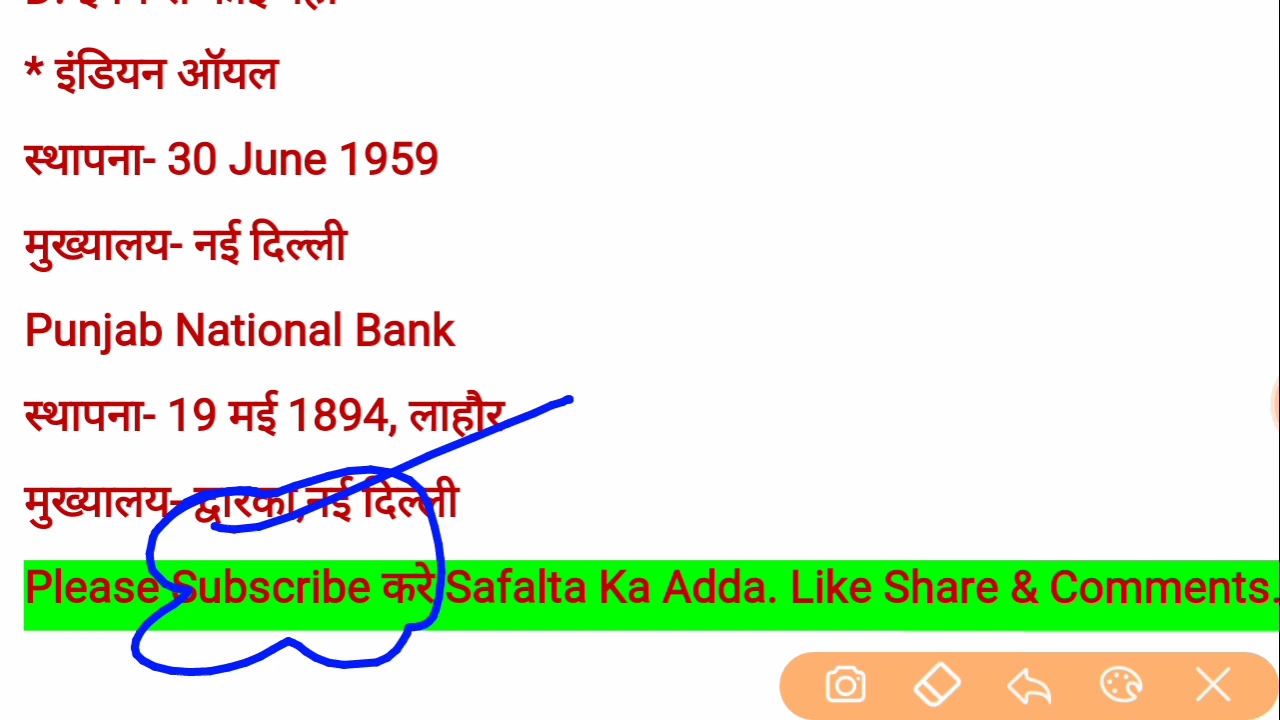 * इंडियन ऑयल
स्थापना- 30 June 1959
मुख्यालय- नई दिल्ली
Punjab National Bank
स्थापना- 19 मई 1894, लाहौर
मुख्यालय- द्वारका,नई दिल्ली
Please Subscribe करे Safalta Ka Adda. Like Share & Comments.